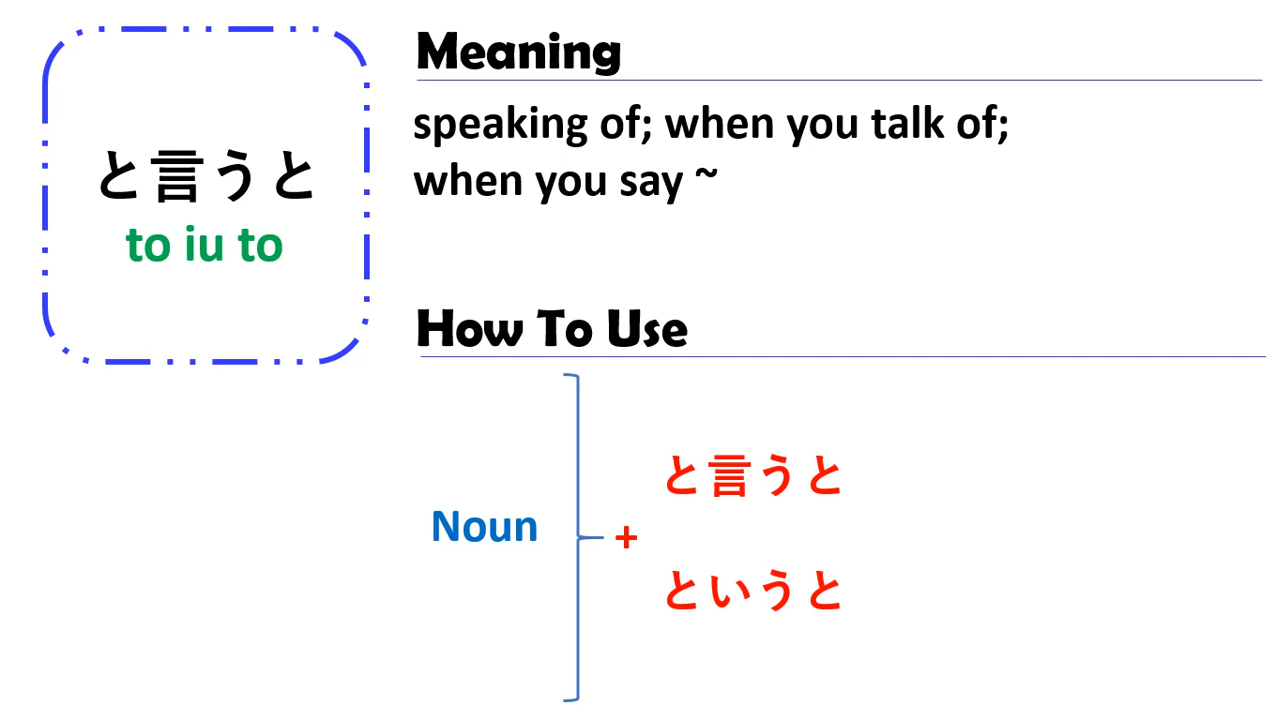 と言うと
to iu to
Meaning
speaking of; when you talk of;
when you say ~
How To Use
Noun
+
と言うと
というと